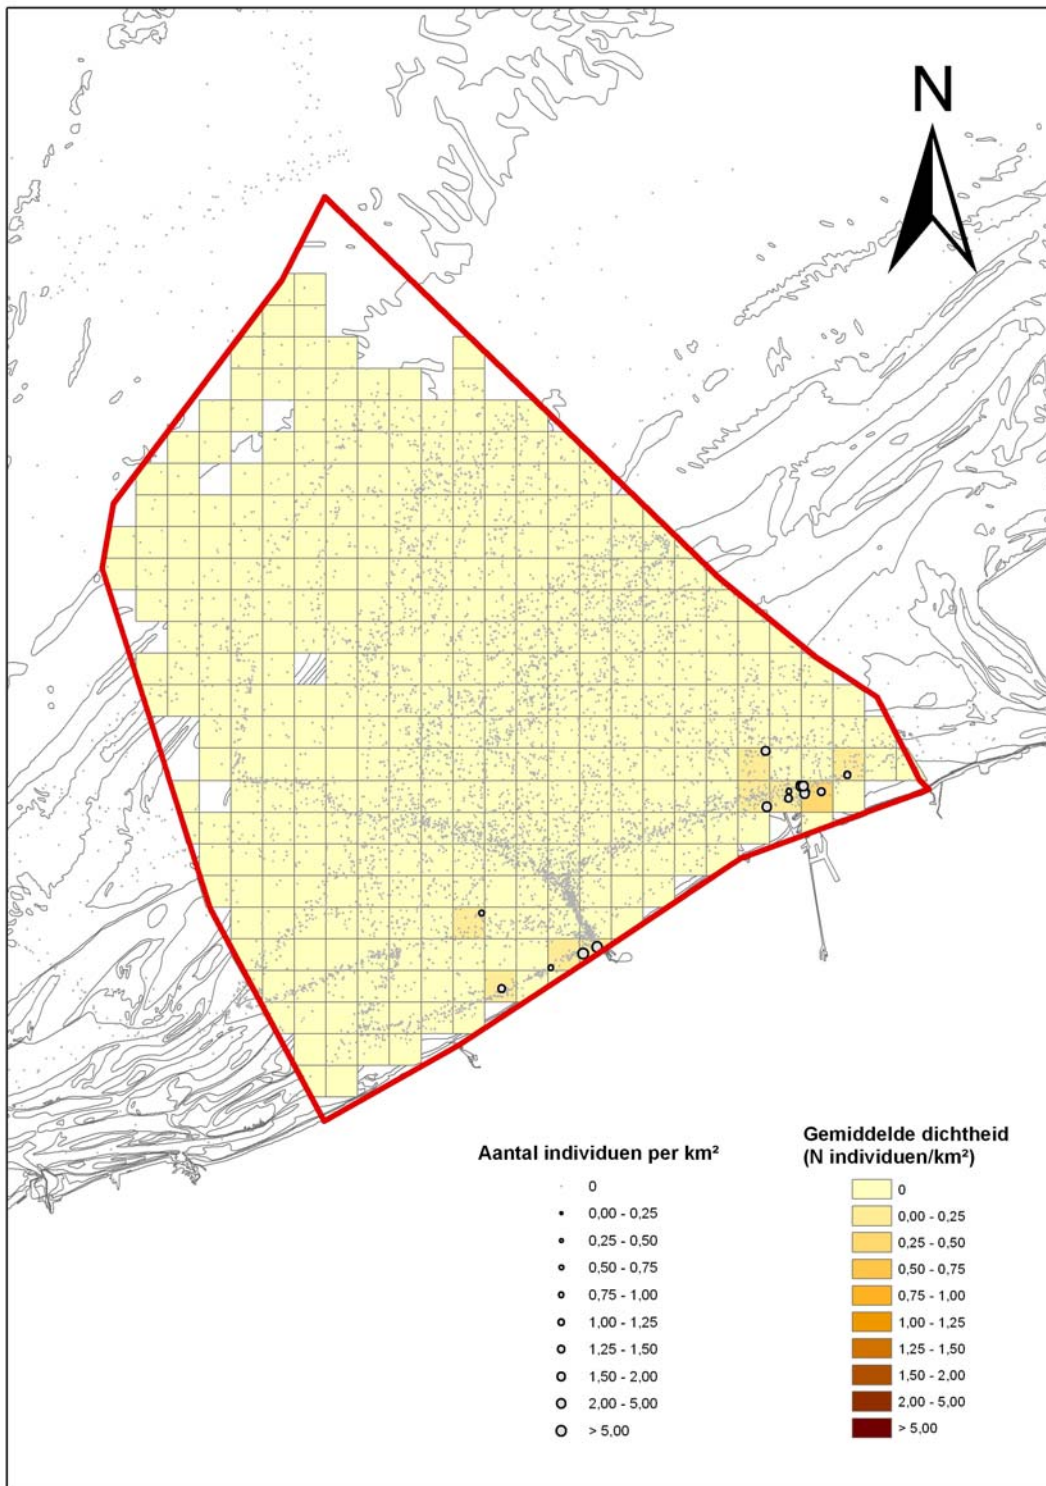 N
Aantal individuen per km²
0
0,00 - 0,25
0,25 - 0,50
0,50 - 0,75
0,75 - 1,00
1,00 - 1,25
1,25 - 1,50
1,50 - 2,00
2,00 - 5,00
> 5,00
Gemiddelde dichtheid
(N individuen/km²)
0
0,00 - 0,25
0,25 - 0,50
0,50 - 0,75
0,75 - 1,00
1,00 - 1,25
1,25 - 1,50
1,50 - 2,00
2,00 - 5,00
> 5,00